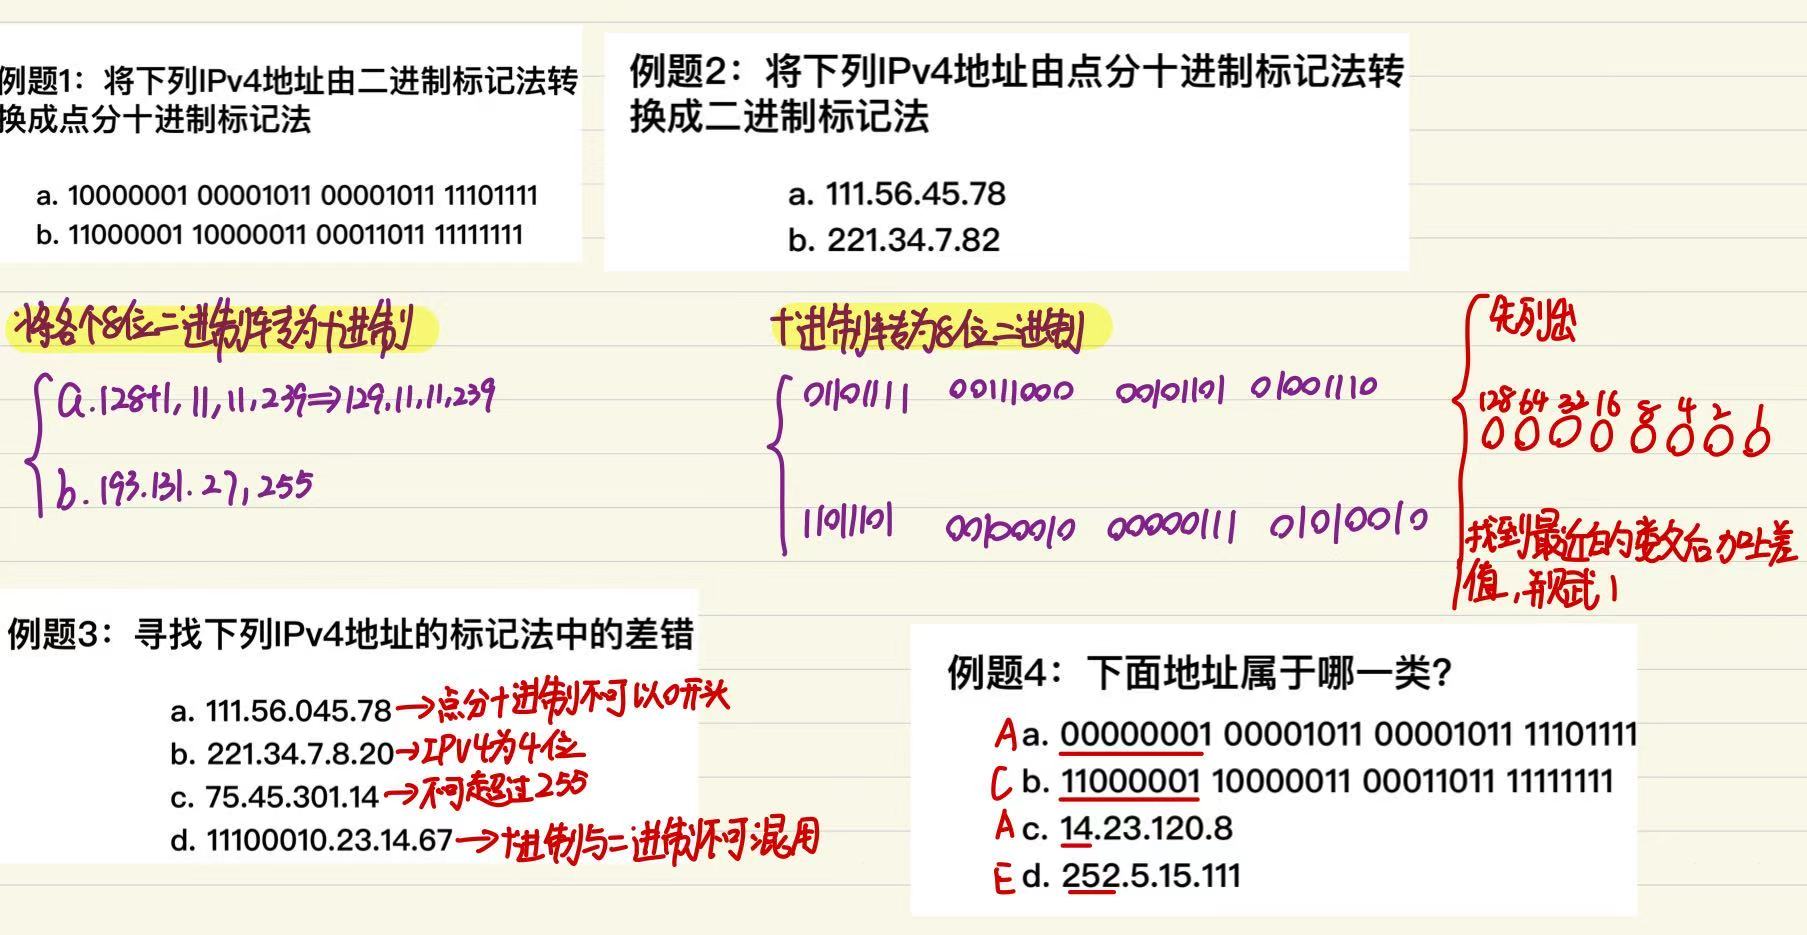 例题1：将下列IPv4地址由二进制标记法转
换成点分十进制标记法
a. 10000001 00001011 00001011 11101111
b. 11000001 10000011 00011011 11111111
例题2：将下列IPv4地址由点分十进制标记法转
换成二进制标记法
a. 111.56.45.78
b. 221.34.7.82
将各个8位二进制转为十进制
a.128+1, 11, 11, 239⇒129.11.11.239
b. 193.131.27,255
十进制转为8位二进制
01101111 00111000 00101101 01001110
11011101 00100010 00000111 01010010
先列出
128 64 32 16 8 4 2 1
0 0 0 0 0 0 0 0
找到最近的数后加上差
值,并赋1
例题3：寻找下列IPv4地址的标记法中的差错
a. 111.56.045.78→点分十进制不可以0开头
b. 221.34.7.8.20→IPV4为4位
c. 75.45.301.14→不可超过255
d. 11100010.23.14.67→十进制与二进制不可混用
例题4：下面地址属于哪一类?
A a. 00000001 00001011 00001011 11101111
C b. 11000001 10000011 00011011 11111111
A c. 14.23.120.8
E d. 252.5.15.111